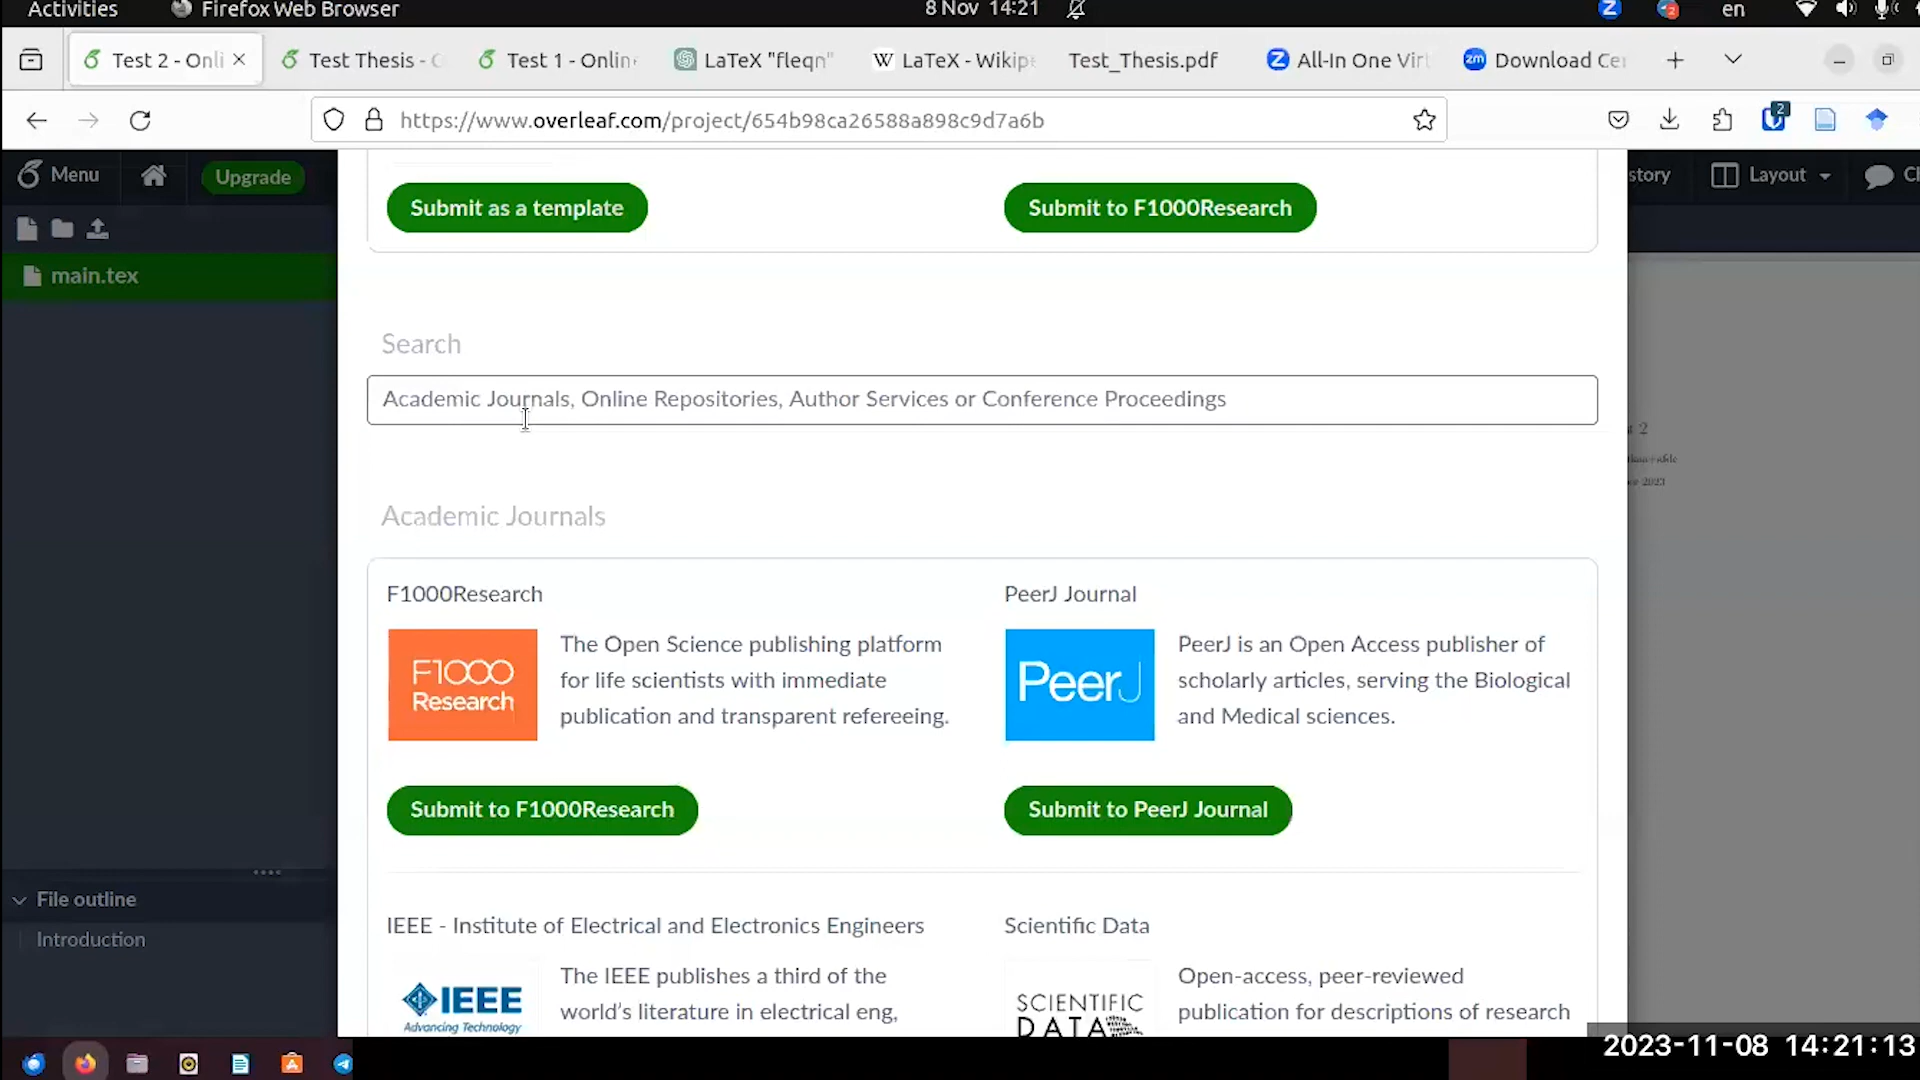 Activities
Firefox Web Browser
8 Nov 14:21
en
Test 2 - Onli
Test Thesis -
Test 1 - Onlin
LaTeX "fleqn"
LaTeX - Wikip
Test_Thesis.pdf
All-In One Virt
Download Cen
https://www.overleaf.com/project/654b98ca26588a898c9d7a6b
2
Menu
Upgrade
story
Layout
main.tex
Submit as a template
Submit to F1000Research
Search
Academic Journals, Online Repositories, Author Services or Conference Proceedings
Academic Journals
F1000Research
PeerJ Journal
F1000 Research
The Open Science publishing platform
for life scientists with immediate
publication and transparent refereeing.
PeerJ
PeerJ is an Open Access publisher of
scholarly articles, serving the Biological
and Medical sciences.
Submit to F1000Research
Submit to PeerJ Journal
File outline
Introduction
IEEE - Institute of Electrical and Electronics Engineers
Scientific Data
IEEE
Advancing Technology
The IEEE publishes a third of the
world's literature in electrical eng,
SCIENTIFIC DATA
Open-access, peer-reviewed
publication for descriptions of research
2023-11-08 14:21:13